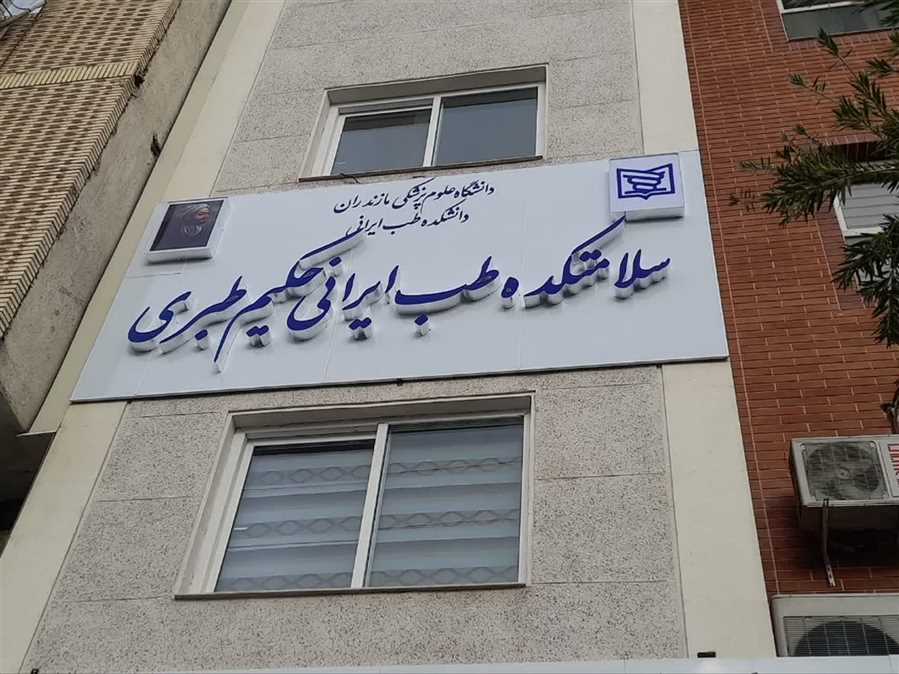 دانشگاه علوم پزشکی مازندران
دانشکده طب ایرانی
سلامتکده طب ایرانی حکیم طبری